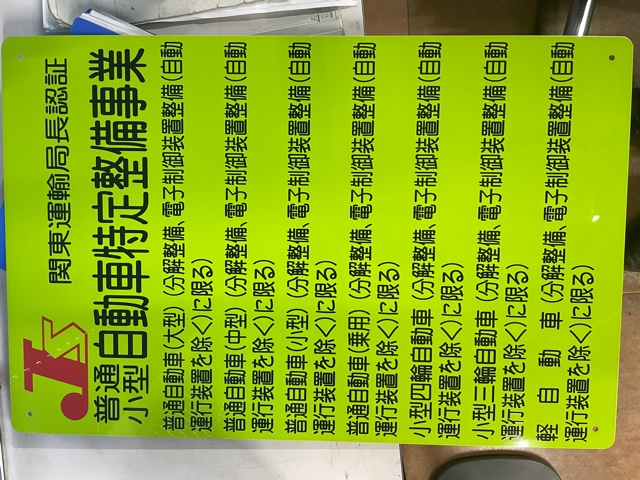 関東運輸局長認証
普通
小型
自動車特定整備事業
普通自動車(大型)(分解整備、電子制御装置整備(自動
運行装置を除く)に限る)
普通自動車(中型)(分解整備、電子制御装置整備(自動
運行装置を除く)に限る)
普通自動車(小型)(分解整備、電子制御装置整備(自動
運行装置を除く)に限る)
普通自動車(乗用)(分解整備、電子制御装置整備(自動
運行装置を除く)に限る)
小型四輪自動車(分解整備、電子制御装置整備(自動
運行装置を除く)に限る)
小型三輪自動車(分解整備、電子制御装置整備(自動
運行装置を除く)に限る)
軽自動車(分解整備、電子制御装置整備(自動
運行装置を除く)に限る)